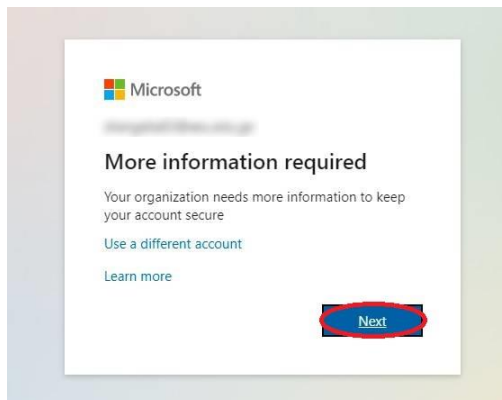 Microsoft
More information required
Your organization needs more information to keep
your account secure
Use a different account
Learn more
Next